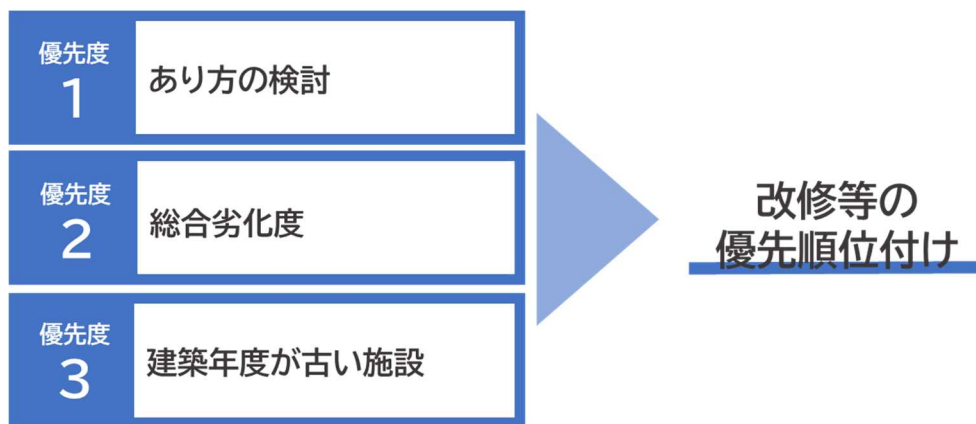 優先度
1
あり方の検討
優先度
2
総合劣化度
優先度
3
建築年度が古い施設
改修等の
優先順位付け